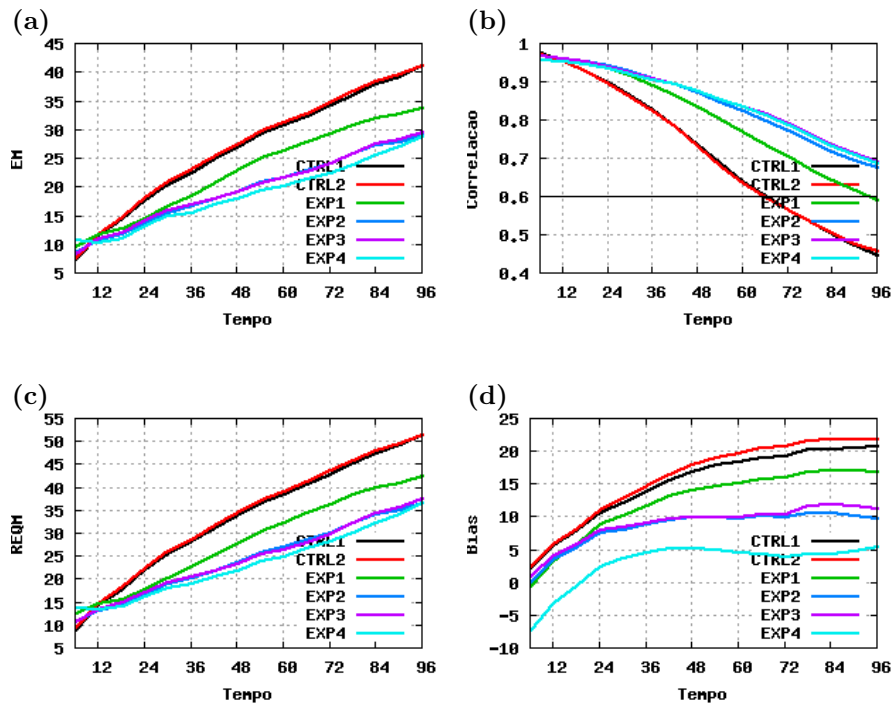 (a)
EM
45
40
35
30
25
20
15
10
5
CTRL1
CTRL2
EXP1
EXP2
EXP3
EXP4
12 24 36 48 60 72 84 96
Tempo
(b)
Correlacao
1
0.9
0.8
0.7
0.6
0.5
0.4
CTRL1
CTRL2
EXP1
EXP2
EXP3
EXP4
12 24 36 48 60 72 84 96
Tempo
(c)
REQM
55
50
45
40
35
30
25
20
15
10
5
CTRL1
CTRL2
EXP1
EXP2
EXP3
EXP4
12 24 36 48 60 72 84 96
Tempo
(d)
Bias
25
20
15
10
5
0
-5
-10
CTRL1
CTRL2
EXP1
EXP2
EXP3
EXP4
12 24 36 48 60 72 84 96
Tempo